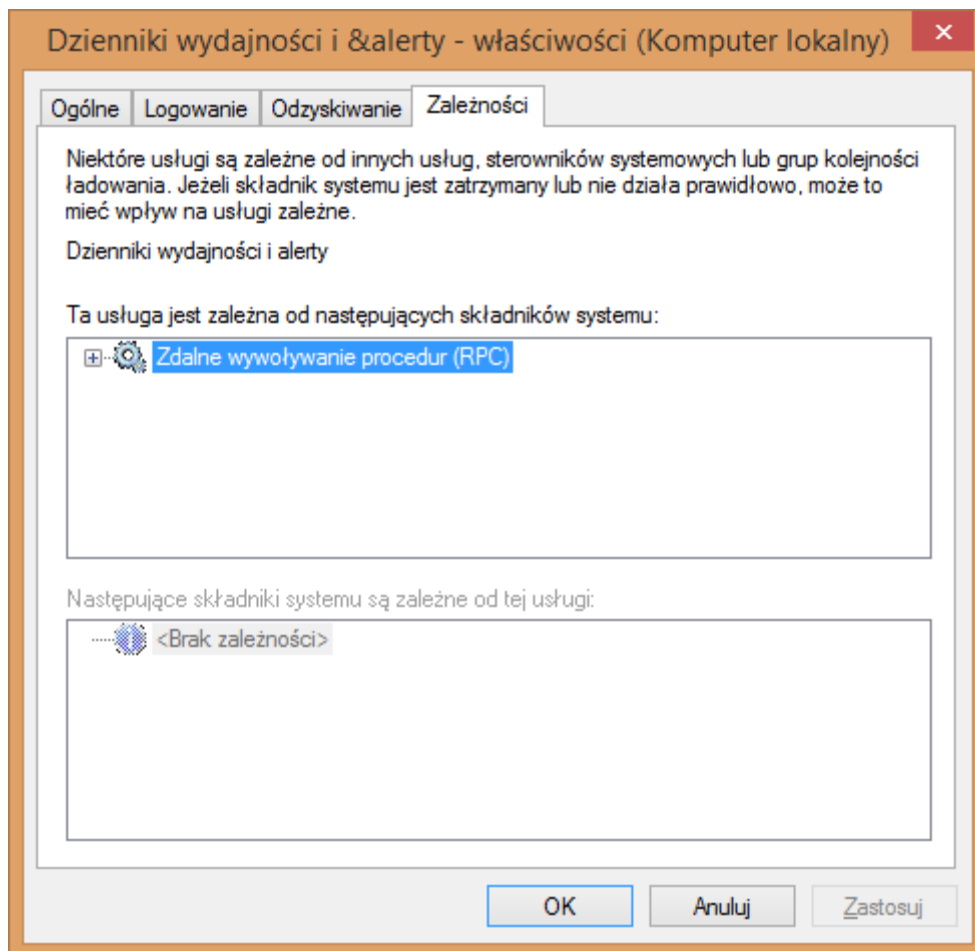 Dzienniki wydajności i &alerty - właściwości (Komputer lokalny)
Ogólne Logowanie Odzyskiwanie Zależności
Niektóre usługi są zależne od innych usług, sterowników systemowych lub grup kolejności
ładowania. Jeżeli składnik systemu jest zatrzymany lub nie działa prawidłowo, może to
mieć wpływ na usługi zależne.
Dzienniki wydajności i alerty
Ta usługa jest zależna od następujących składników systemu:
Zdalne wywoływanie procedur (RPC)
Następujące składniki systemu są zależne od tej usługi:
<Brak zależności>
OK Anuluj Zastosuj